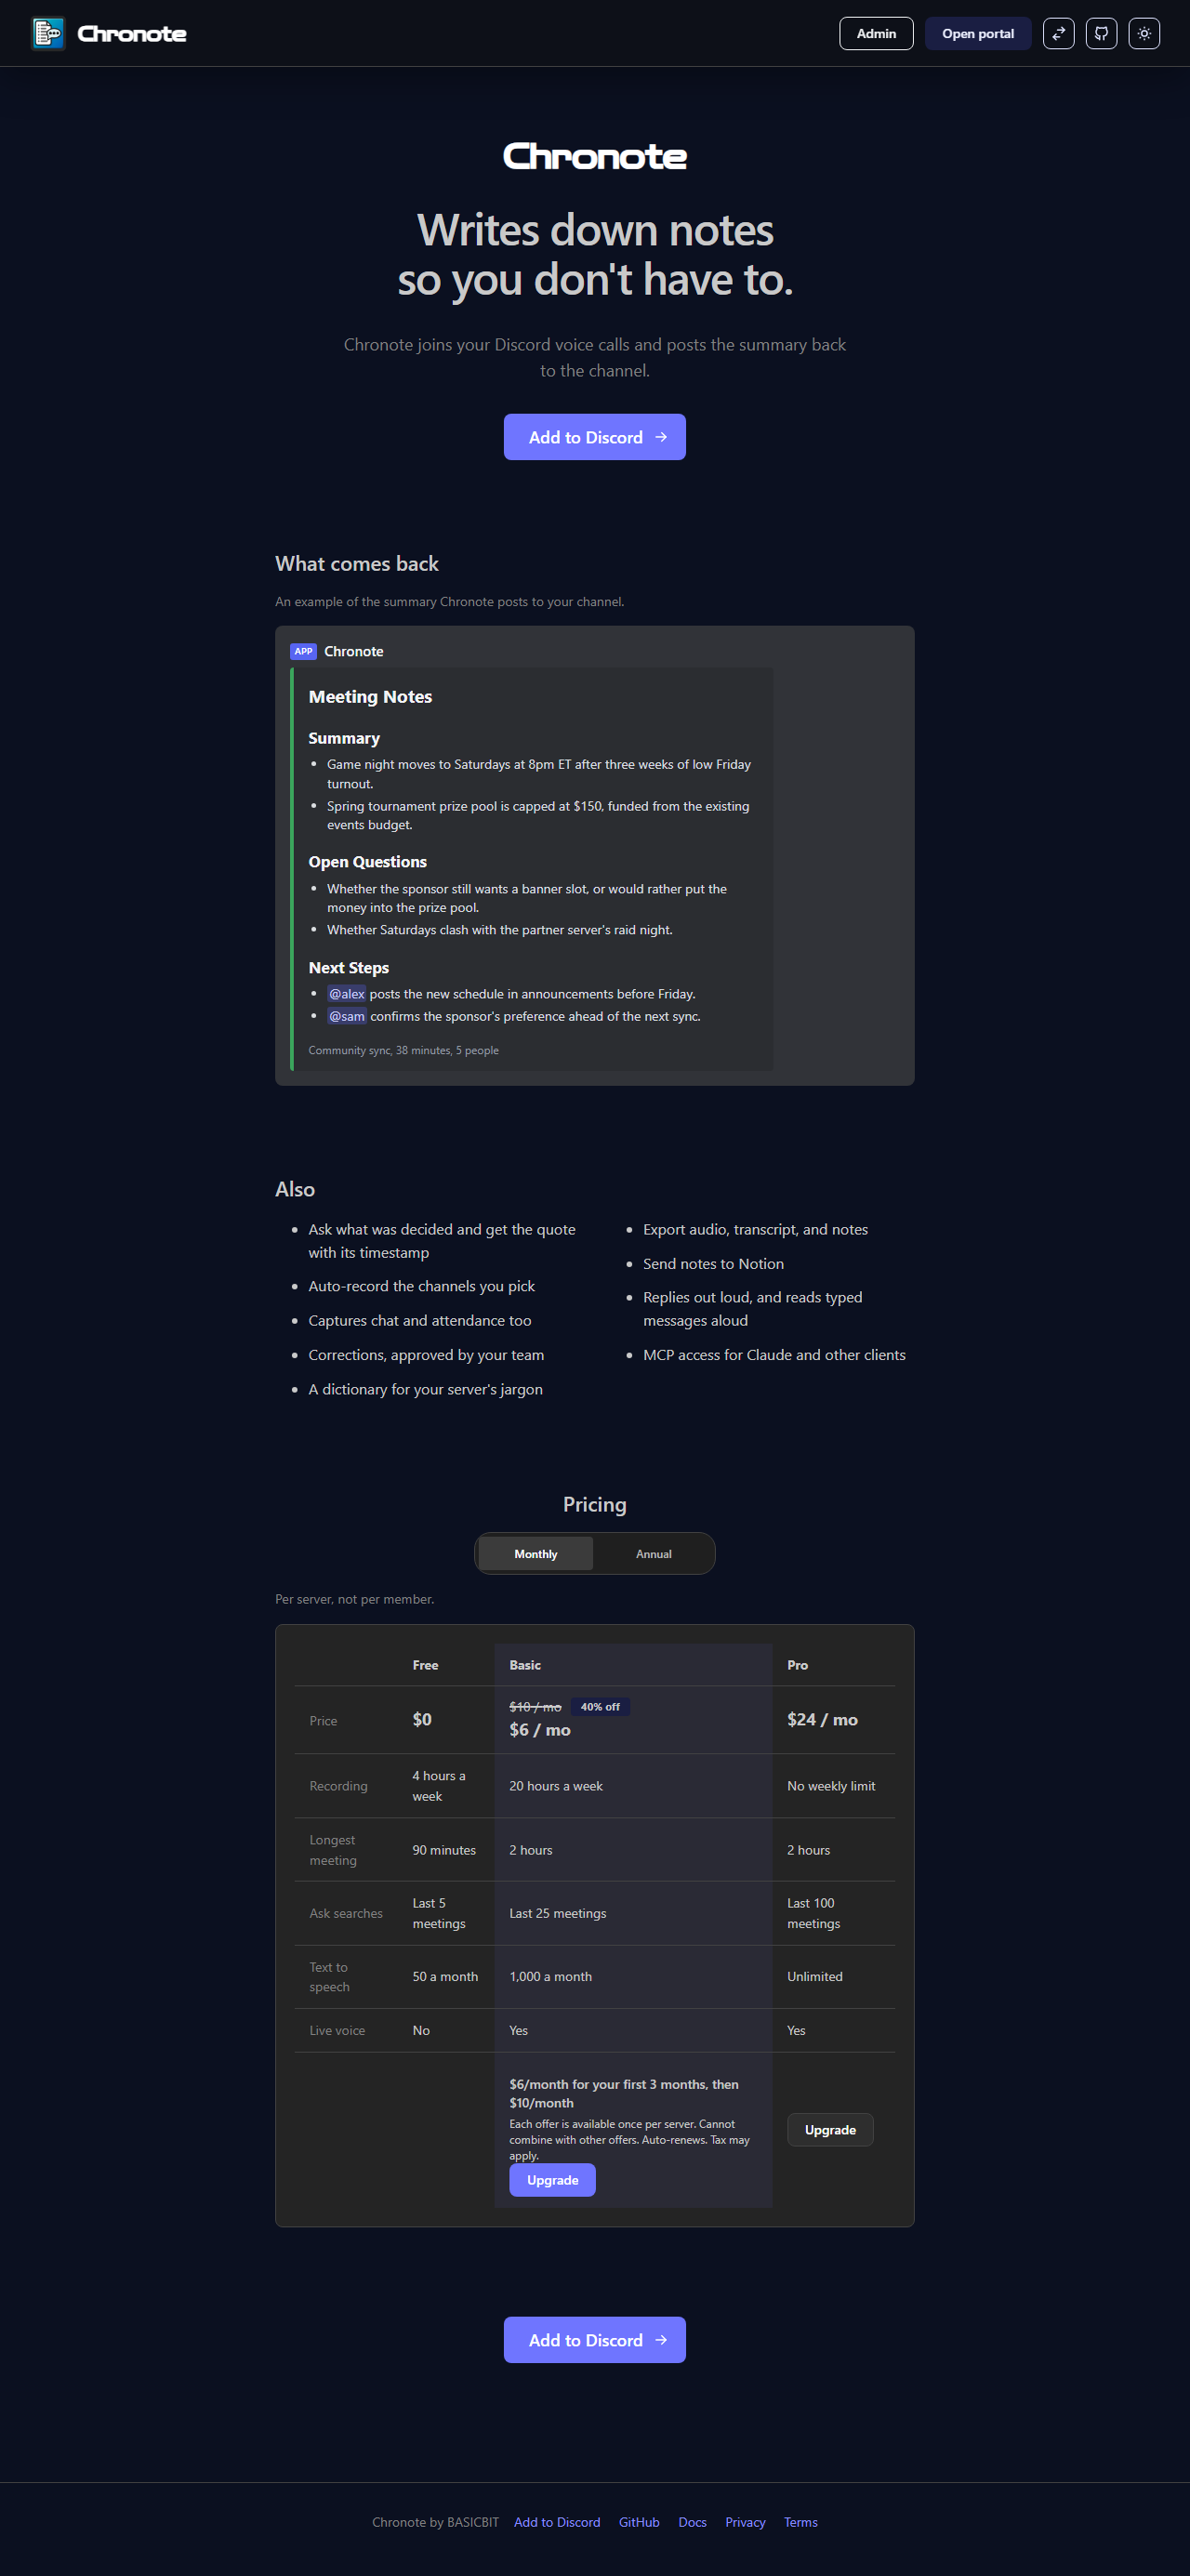 Chronote
Admin
Open portal
Chronote
Writes down notes
so you don't have to.
Chronote joins your Discord voice calls and posts the summary back
to the channel.
Add to Discord →
What comes back
An example of the summary Chronote posts to your channel.
APP Chronote
Meeting Notes
Summary
• Game night moves to Saturdays at 8pm ET after three weeks of low Friday
turnout.
• Spring tournament prize pool is capped at $150, funded from the existing
events budget.
Open Questions
• Whether the sponsor still wants a banner slot, or would rather put the
money into the prize pool.
• Whether Saturdays clash with the partner server's raid night.
Next Steps
• @alex posts the new schedule in announcements before Friday.
• @sam confirms the sponsor's preference ahead of the next sync.
Community sync, 38 minutes, 5 people
Also
• Ask what was decided and get the quote
with its timestamp
• Auto-record the channels you pick
• Captures chat and attendance too
• Corrections, approved by your team
• A dictionary for your server's jargon
• Export audio, transcript, and notes
• Send notes to Notion
• Replies out loud, and reads typed
messages aloud
• MCP access for Claude and other clients
Pricing
Monthly Annual
Per server, not per member.
Free Basic Pro
Price
$0
$10 / mo 40% off
$6 / mo
$24 / mo
Recording
4 hours a
week
20 hours a week
No weekly limit
Longest
meeting
90 minutes
2 hours
2 hours
Ask searches
Last 5
meetings
Last 25 meetings
Last 100
meetings
Text to
speech
50 a month
1,000 a month
Unlimited
Live voice
No
Yes
Yes
$6/month for your first 3 months, then
$10/month
Each offer is available once per server. Cannot
combine with other offers. Auto-renews. Tax may
apply.
Upgrade
Upgrade
Add to Discord →
Chronote by BASICBIT Add to Discord GitHub Docs Privacy Terms